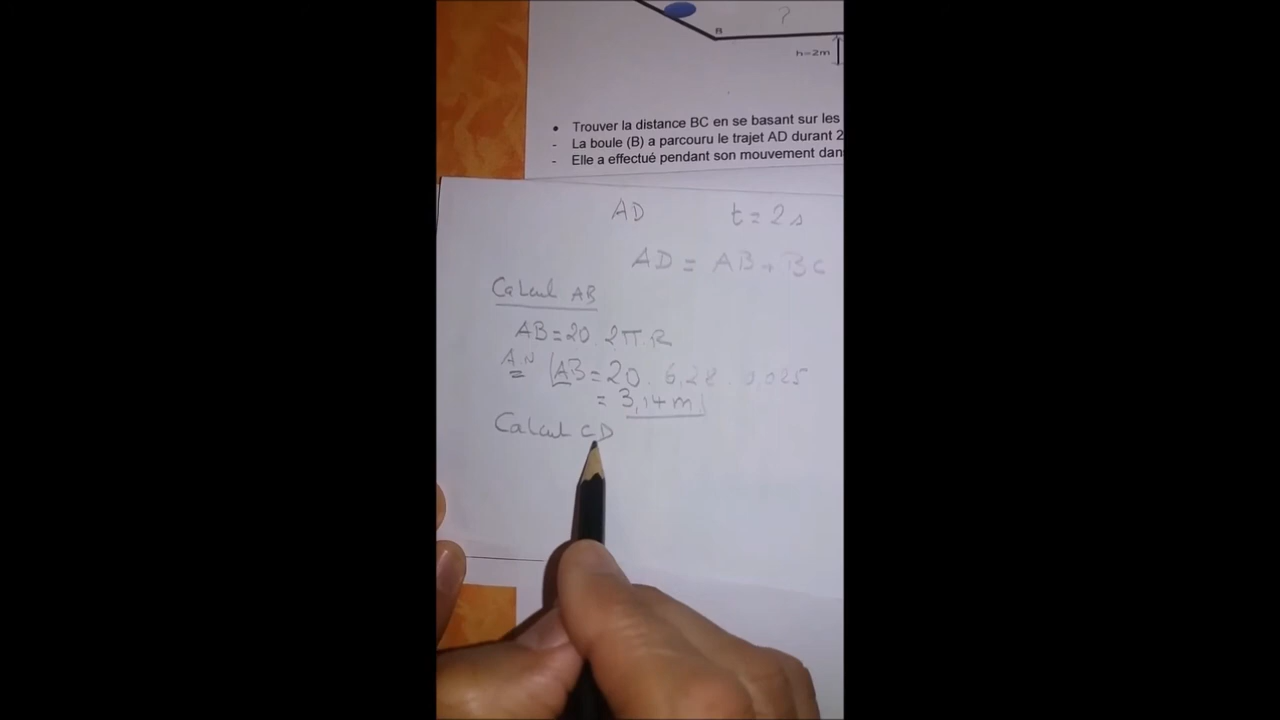 ?
B
h=2m
• Trouver la distance BC en se basant sur les
- La boule (B) a parcouru le trajet AD durant 2
- Elle a effectué pendant son mouvement dan
AD t = 2 s
AD = AB + BC
Calcul AB
AB = 20 . 2π . R
A.N AB = 20 . 6,28 . 0,025
= 3,14 m
Calcul CD